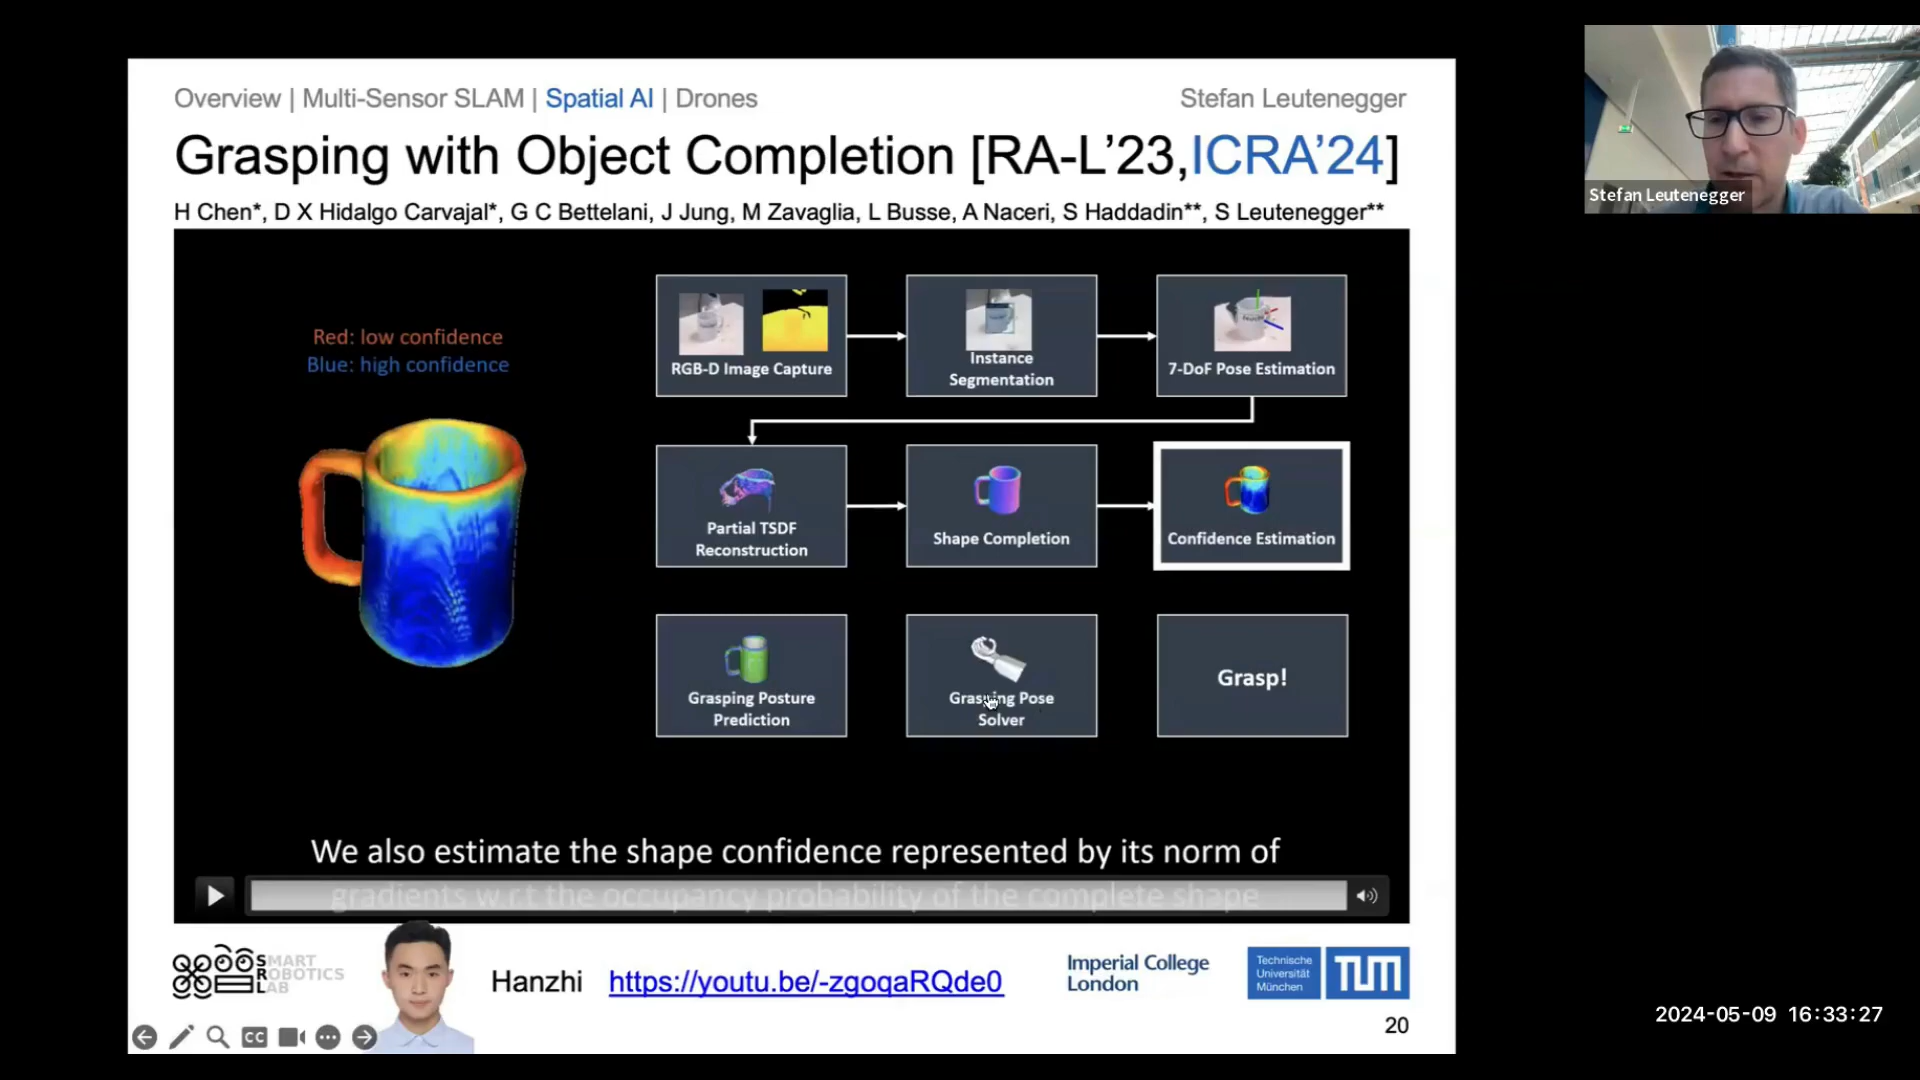 Overview | Multi-Sensor SLAM | Spatial AI | Drones
Stefan Leutenegger
Grasping with Object Completion [RA-L’23,ICRA’24]
H Chen*, D X Hidalgo Carvajal*, G C Bettelani, J Jung, M Zavaglia, L Busse, A Naceri, S Haddadin**, S Leutenegger**
Stefan Leutenegger
Red: low confidence
Blue: high confidence
RGB-D Image Capture
Instance
Segmentation
7-DoF Pose Estimation
Partial TSDF
Reconstruction
Shape Completion
Confidence Estimation
Grasping Posture
Prediction
Grasping Pose
Solver
Grasp!
We also estimate the shape confidence represented by its norm of
gradients w.r.t the occupancy probability of the complete shape
SMART
ROBOTICS
LAB
Hanzhi
https://youtu.be/-zgoqaRQde0
Imperial College
London
Technische
Universität
München
TUM
20
CC
2024-05-09 16:33:27